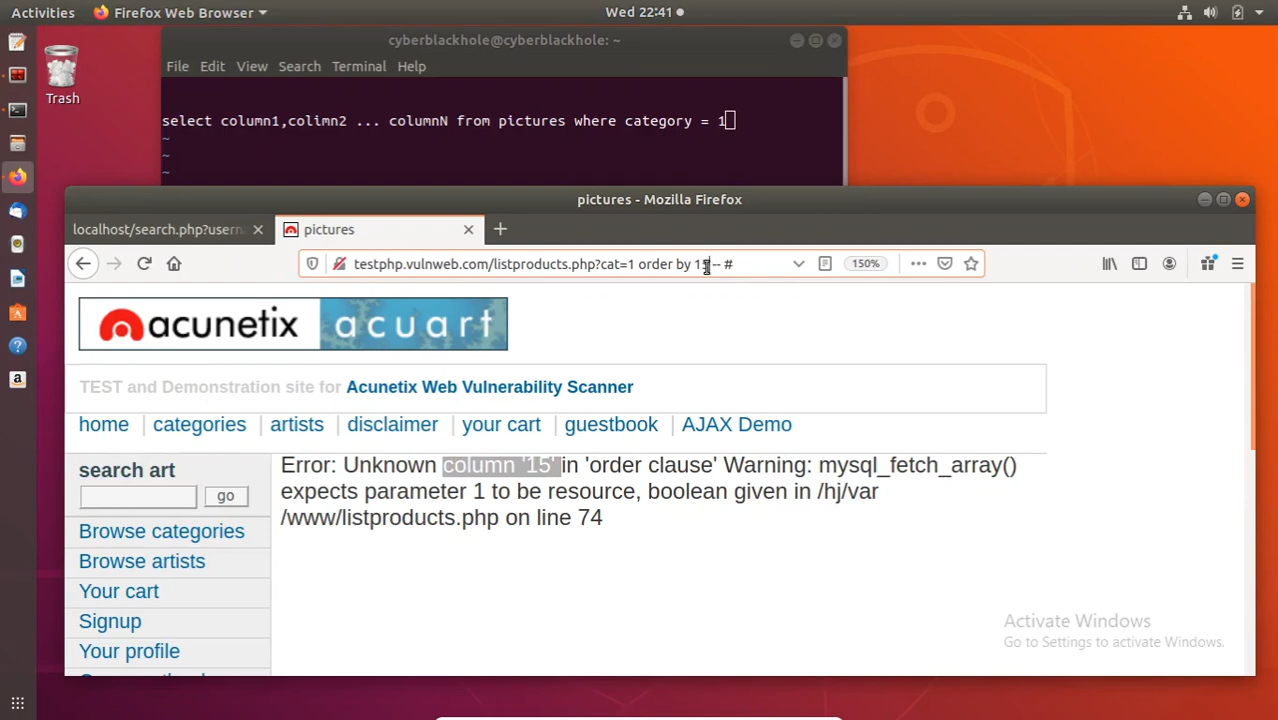 Activities Firefox Web Browser Wed 22:41
cyberblackhole@cyberblackhole: ~
File Edit View Search Terminal Help
Trash
select column1,colimn2 ... columnN from pictures where category = 1
~
~
~
pictures - Mozilla Firefox
localhost/search.php?usern pictures
testphp.vulnweb.com/listproducts.php?cat=1 order by 15 -- # 150%
acunetix acuart
TEST and Demonstration site for Acunetix Web Vulnerability Scanner
home categories artists disclaimer your cart guestbook AJAX Demo
search art
go
Browse categories
Browse artists
Your cart
Signup
Your profile
Error: Unknown column '15' in 'order clause' Warning: mysql_fetch_array()
expects parameter 1 to be resource, boolean given in /hj/var
/www/listproducts.php on line 74
Activate Windows
Go to Settings to activate Windows.